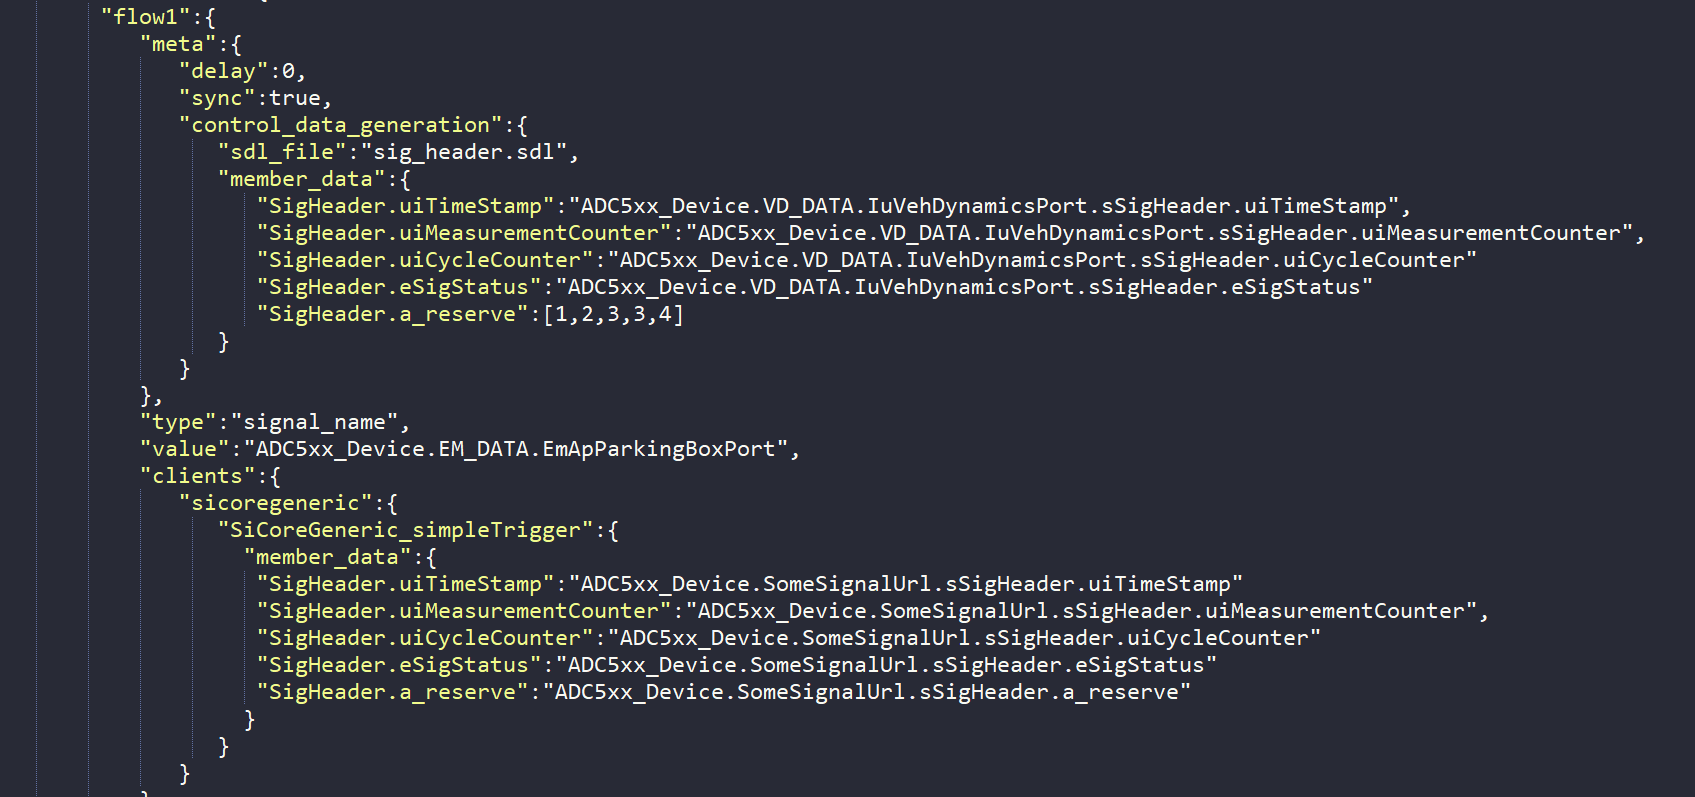 "flow1":{
"meta":{
"delay":0,
"sync":true,
"control_data_generation":{
"sdl_file":"sig_header.sdl",
"member_data":{
"SigHeader.uiTimeStamp":"ADC5xx_Device.VD_DATA.IuVehDynamicsPort.sSigHeader.uiTimeStamp",
"SigHeader.uiMeasurementCounter":"ADC5xx_Device.VD_DATA.IuVehDynamicsPort.sSigHeader.uiMeasurementCounter",
"SigHeader.uiCycleCounter":"ADC5xx_Device.VD_DATA.IuVehDynamicsPort.sSigHeader.uiCycleCounter"
"SigHeader.eSigStatus":"ADC5xx_Device.VD_DATA.IuVehDynamicsPort.sSigHeader.eSigStatus"
"SigHeader.a_reserve":[1,2,3,3,4]
}
}
},
"type":"signal_name",
"value":"ADC5xx_Device.EM_DATA.EmApParkingBoxPort",
"clients":{
"sicoregeneric":{
"SiCoreGeneric_simpleTrigger":{
"member_data":{
"SigHeader.uiTimeStamp":"ADC5xx_Device.SomeSignalUrl.sSigHeader.uiTimeStamp"
"SigHeader.uiMeasurementCounter":"ADC5xx_Device.SomeSignalUrl.sSigHeader.uiMeasurementCounter",
"SigHeader.uiCycleCounter":"ADC5xx_Device.SomeSignalUrl.sSigHeader.uiCycleCounter"
"SigHeader.eSigStatus":"ADC5xx_Device.SomeSignalUrl.sSigHeader.eSigStatus"
"SigHeader.a_reserve":"ADC5xx_Device.SomeSignalUrl.sSigHeader.a_reserve"
}
}
}